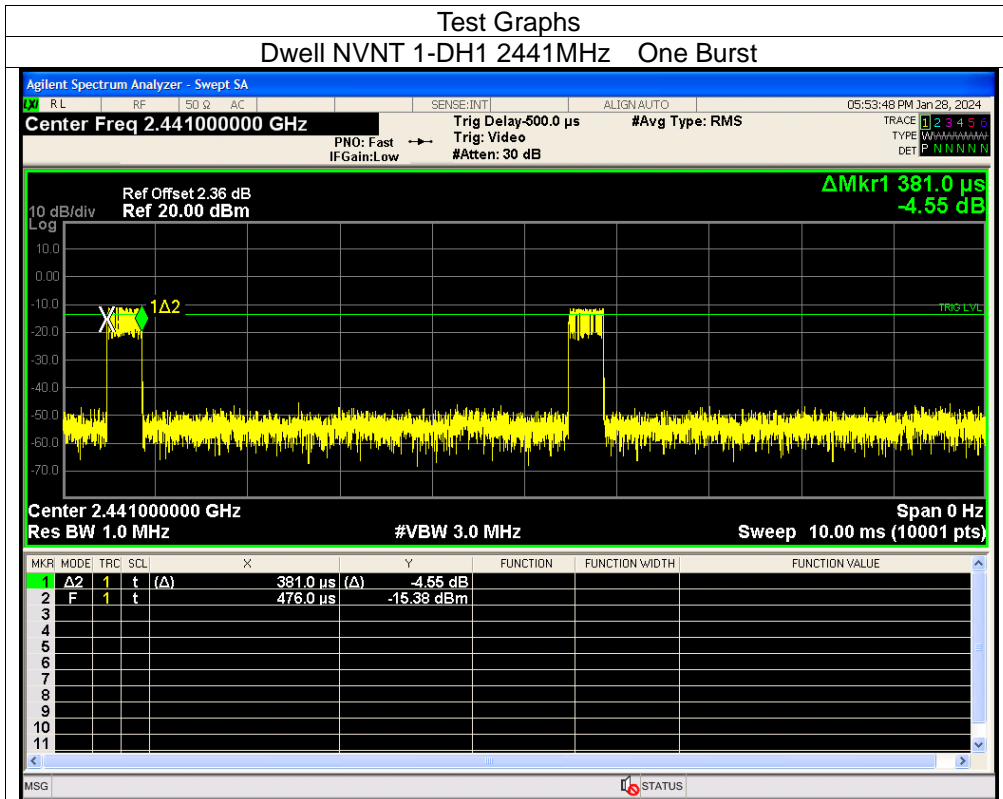 Test Graphs
Dwell NVNT 1-DH1 2441MHz One Burst
Agilent Spectrum Analyzer - Swept SA
LXI RL RF 50 Ω AC SENSE:INT ALIGN AUTO 05:53:48 PM Jan 28, 2024
Center Freq 2.441000000 GHz Trig Delay-500.0 µs #Avg Type: RMS TRACE 1 2 3 4 5 6
PNO: Fast Trig: Video TYPE WWWWWW
IFGain:Low #Atten: 30 dB DET P N N N N N
ΔMkr1 381.0 µs
-4.55 dB
Ref Offset 2.36 dB
10 dB/div Ref 20.00 dBm
Log
10.0
0.00
-10.0
1Δ2
TRIG LVL
-20.0
-30.0
-40.0
-50.0
-60.0
-70.0
Center 2.441000000 GHz Span 0 Hz
Res BW 1.0 MHz #VBW 3.0 MHz Sweep 10.00 ms (10001 pts)
MKR MODE TRC SCL X Y FUNCTION FUNCTION WIDTH FUNCTION VALUE
1 Δ2 1 t (Δ) 381.0 µs (Δ) -4.55 dB
2 F 1 t 476.0 µs -15.38 dBm
3
4
5
6
7
8
9
10
11
MSG STATUS